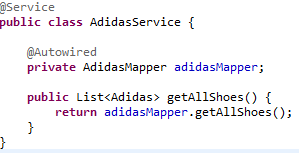 @Service
public class AdidasService {
@Autowired
private AdidasMapper adidasMapper;
public List<Adidas> getAllShoes() {
return adidasMapper.getAllShoes();
}
}